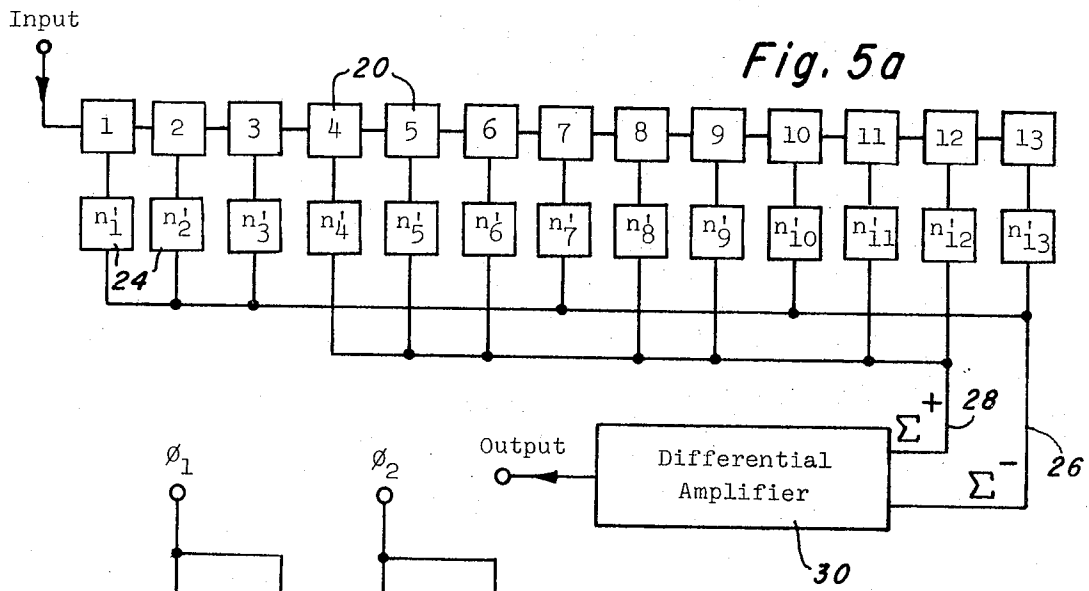 Input
Fig. 5a
20
1 2 3 4 5 6 7 8 9 10 11 12 13
n'1 n'2 n'3 n'4 n'5 n'6 n'7 n'8 n'9 n'10 n'11 n'12 n'13
24
Σ+ 28
Output
Differential
Amplifier
Σ- 26
ø1 ø2
30